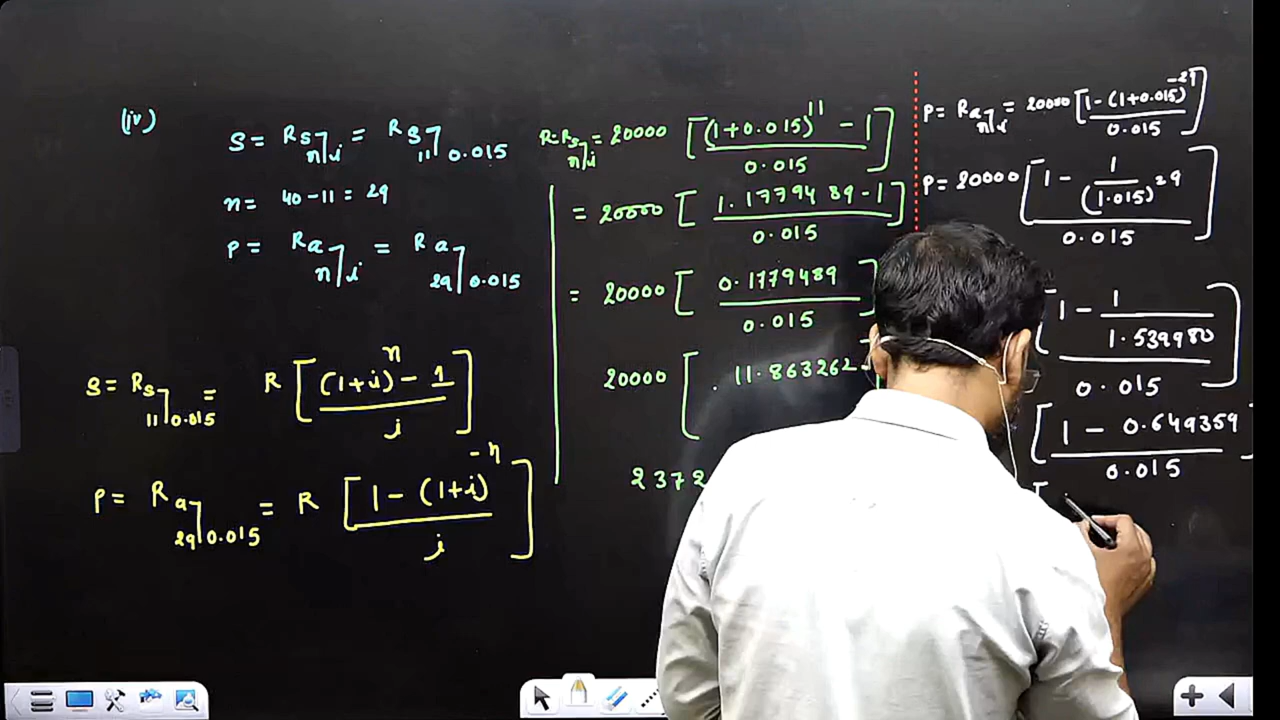 (iv)
S = Rs n|i = Rs 11|0.015
n = 40-11 = 29
P = Ra n|i = Ra 29|0.015
S = Rs 11|0.015 = R [ (1+i)^n - 1 / i ]
P = Ra 29|0.015 = R [ 1 - (1+i)^-n / i ]
Rs n|i = 20000 [ (1+0.015)^11 - 1 / 0.015 ]
= 20000 [ 1.1779489-1 / 0.015 ]
= 20000 [ 0.1779489 / 0.015 ]
20000 [ 11.863262
2372
P = Ra n|i = 20000 [ 1-(1+0.015)^-29 / 0.015 ]
P = 20000 [ 1 - 1 / (1.015)^29 / 0.015 ]
[ 1 - 1 / 1.539980 / 0.015 ]
[ 1 - 0.649359 / 0.015 ]
[